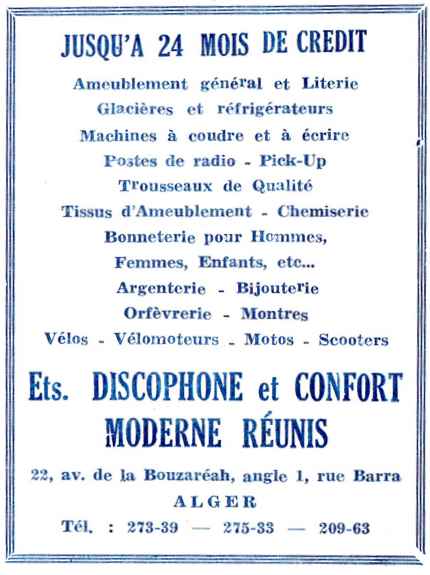 JUSQU'A 24 MOIS DE CREDIT
Ameublement général et Literie
Glacières et réfrigérateurs
Machines à coudre et à écrire
Postes de radio - Pick-Up
Trousseaux de Qualité
Tissus d'Ameublement - Chemiserie
Bonneterie pour Hommes,
Femmes, Enfants, etc...
Argenterie - Bijouterie
Orfèvrerie - Montres
Vélos - Vélomoteurs - Motos - Scooters
Ets. DISCOPHONE et CONFORT
MODERNE RÉUNIS
22, av. de la Bouzaréah, angle 1, rue Barra
ALGER
Tél. : 273-39 — 275-33 — 209-63